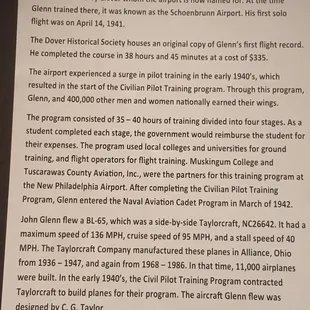 Glenn trained there, it was known as the Schoenbrunn Airport. His first solo
flight was on April 14, 1941.
The Dover Historical Society houses an original copy of Glenn's first flight record.
He completed the course in 38 hours and 45 minutes at a cost of $335.
The airport experienced a surge in pilot training in the early 1940's, which
resulted in the start of the Civilian Pilot Training program. Through this program,
Glenn, and 400,000 other men and women nationally earned their wings.
The program consisted of 35 – 40 hours of training divided into four stages. As a
student completed each stage, the government would reimburse the student for
their expenses. The program used local colleges and universities for ground
training, and flight operators for flight training. Muskingum College and
Tuscarawas County Aviation, Inc., were the partners for this training program at
the New Philadelphia Airport. After completing the Civilian Pilot Training
Program, Glenn entered the Naval Aviation Cadet Program in March of 1942.
John Glenn flew a BL-65, which was a side-by-side Taylorcraft, NC26642. It had a
maximum speed of 136 MPH, cruise speed of 95 MPH, and a stall speed of 40
MPH. The Taylorcraft Company manufactured these planes in Alliance, Ohio
from 1936 – 1947, and again from 1968 – 1986. In that time, 11,000 airplanes
were built. In the early 1940's, the Civil Pilot Training program contracted
Taylorcraft to build planes for their program. The aircraft Glenn flew was
designed by C. G. Taylor